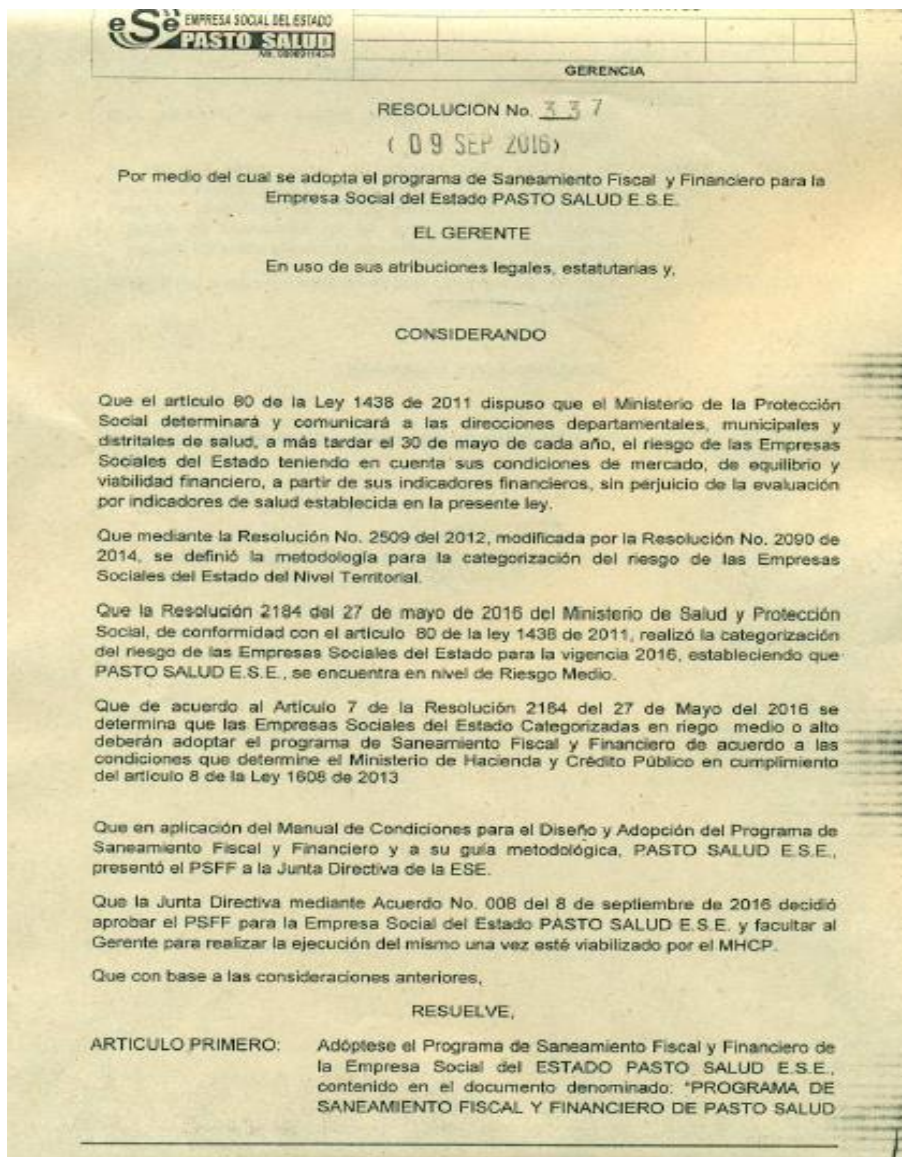 eSe EMPRESA SOCIAL DEL ESTADO
PASTO SALUD
GERENCIA
RESOLUCION No. 337
( 09 SEP 2016)
Por medio del cual se adopta el programa de Saneamiento Fiscal y Financiero para la
Empresa Social del Estado PASTO SALUD E.S.E.
EL GERENTE
En uso de sus atribuciones legales, estatutarias y,
CONSIDERANDO
Que el articulo 80 de la Ley 1438 de 2011 dispuso que el Ministerio de la Protección
Social determinará y comunicará a las direcciones departamentales, municipales y
distritales de salud, a más tardar el 30 de mayo de cada año, el riesgo de las Empresas
Sociales del Estado teniendo en cuenta sus condiciones de mercado, de equilibrio y
viabilidad financiero, a partir de sus indicadores financieros, sin perjuicio de la evaluación
por indicadores de salud establecida en la presente ley.
Que mediante la Resolución No. 2509 del 2012, modificada por la Resolución No. 2090 de
2014, se definió la metodología para la categorización del riesgo de las Empresas
Sociales del Estado del Nivel Territorial.
Que la Resolución 2184 del 27 de mayo de 2016 del Ministerio de Salud y Protección
Social, de conformidad con el articulo 80 de la ley 1438 de 2011, realizó la categorización
del riesgo de las Empresas Sociales del Estado para la vigencia 2016, estableciendo que
PASTO SALUD E.S.E., se encuentra en nivel de Riesgo Medio.
Que de acuerdo al Articulo 7 de la Resolución 2184 del 27 de Mayo del 2016 se
determina que las Empresas Sociales del Estado Categorizadas en riego medio o alto
deberán adoptar el programa de Saneamiento Fiscal y Financiero de acuerdo a las
condiciones que determine el Ministerio de Hacienda y Crédito Público en cumplimiento
del articulo 8 de la Ley 1608 de 2013
Que en aplicación del Manual de Condiciones para el Diseño y Adopción del Programa de
Saneamiento Fiscal y Financiero y a su guía metodológica, PASTO SALUD E.S.E.,
presentó el PSFF a la Junta Directiva de la ESE.
Que la Junta Directiva mediante Acuerdo No. 008 del 8 de septiembre de 2016 decidió
aprobar el PSFF para la Empresa Social del Estado PASTO SALUD E.S.E. y facultar al
Gerente para realizar la ejecución del mismo una vez esté viabilizado por el MHCP.
Que con base a las consideraciones anteriores,
RESUELVE,
ARTICULO PRIMERO: Adóptese el Programa de Saneamiento Fiscal y Financiero de
la Empresa Social del ESTADO PASTO SALUD E.S.E.,
contenido en el documento denominado: "PROGRAMA DE
SANEAMIENTO FISCAL Y FINANCIERO DE PASTO SALUD